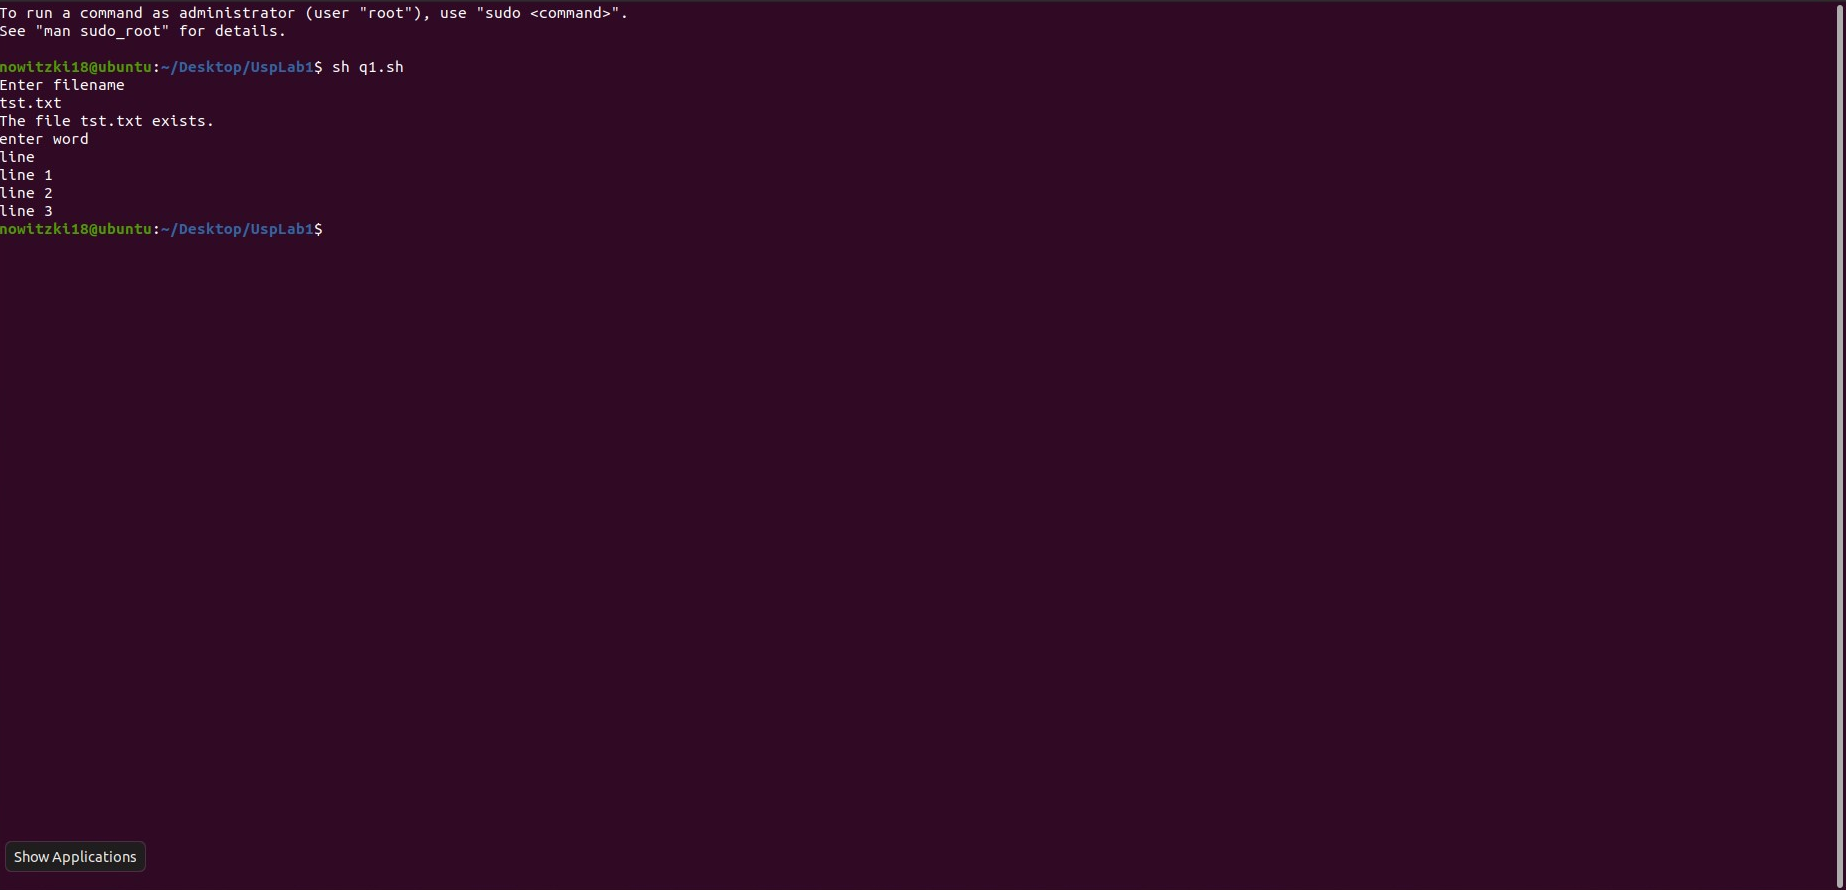 To run a command as administrator (user "root"), use "sudo <command>".
See "man sudo_root" for details.
nowitzki18@ubuntu:~/Desktop/UspLab1$ sh q1.sh
Enter filename
tst.txt
The file tst.txt exists.
enter word
line
line 1
line 2
line 3
nowitzki18@ubuntu:~/Desktop/UspLab1$
Show Applications